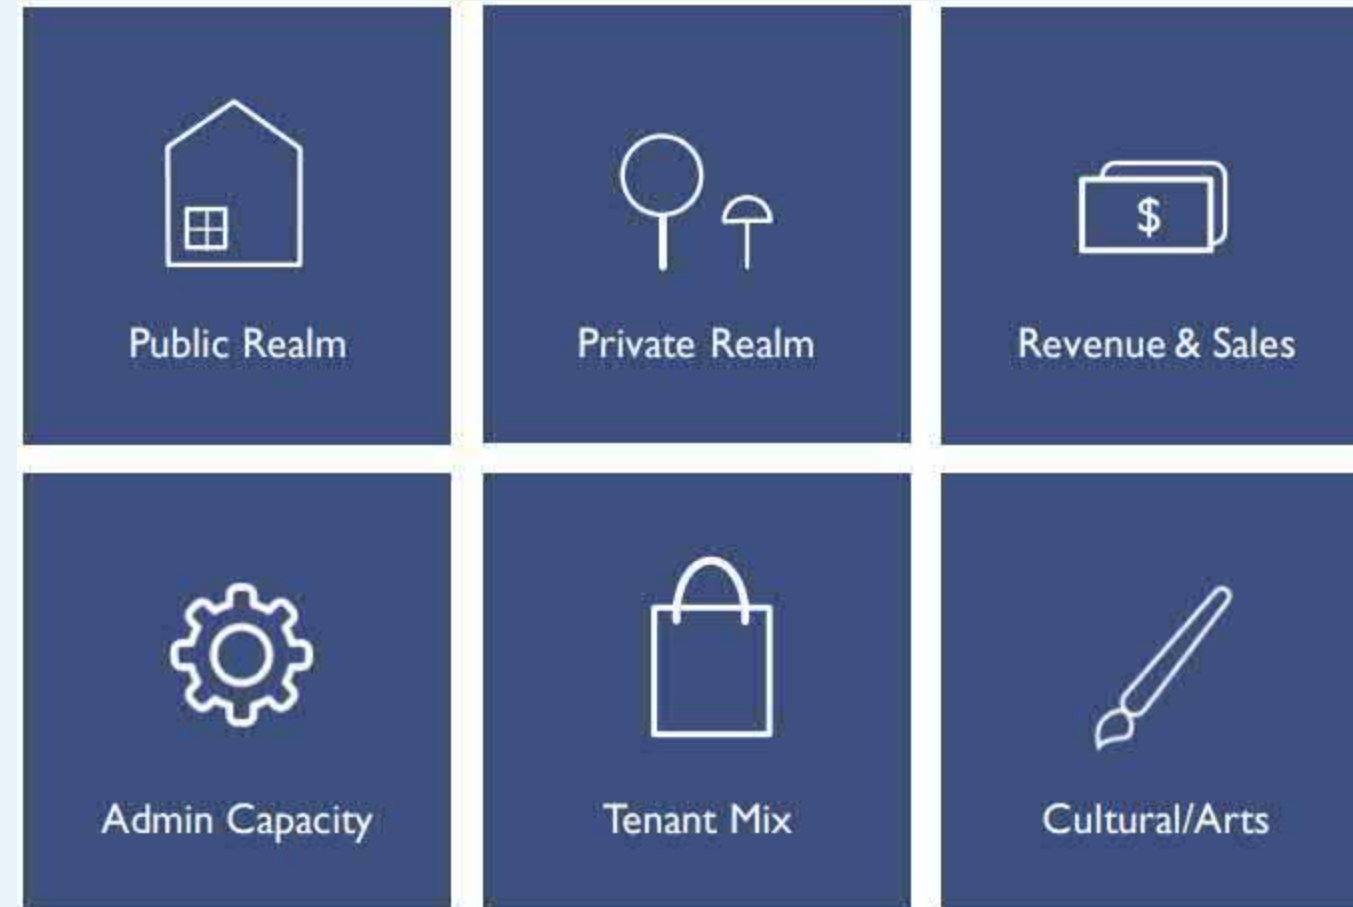 Public Realm
Private Realm
$
Revenue & Sales
Admin Capacity
Tenant Mix
Cultural/Arts